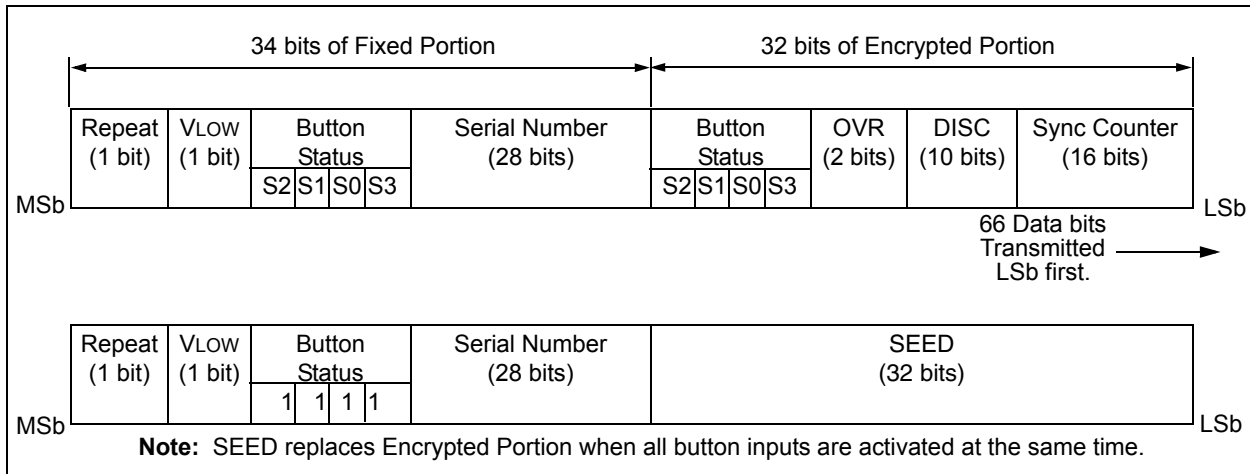 34 bits of Fixed Portion 32 bits of Encrypted Portion
Repeat VLOW Button Serial Number Button OVR DISC Sync Counter
(1 bit) (1 bit) Status (28 bits) Status (2 bits) (10 bits) (16 bits)
S2 S1 S0 S3 S2 S1 S0 S3
MSb LSb
66 Data bits
Transmitted
LSb first.
Repeat VLOW Button Serial Number SEED
(1 bit) (1 bit) Status (28 bits) (32 bits)
1 1 1 1
MSb LSb
Note: SEED replaces Encrypted Portion when all button inputs are activated at the same time.